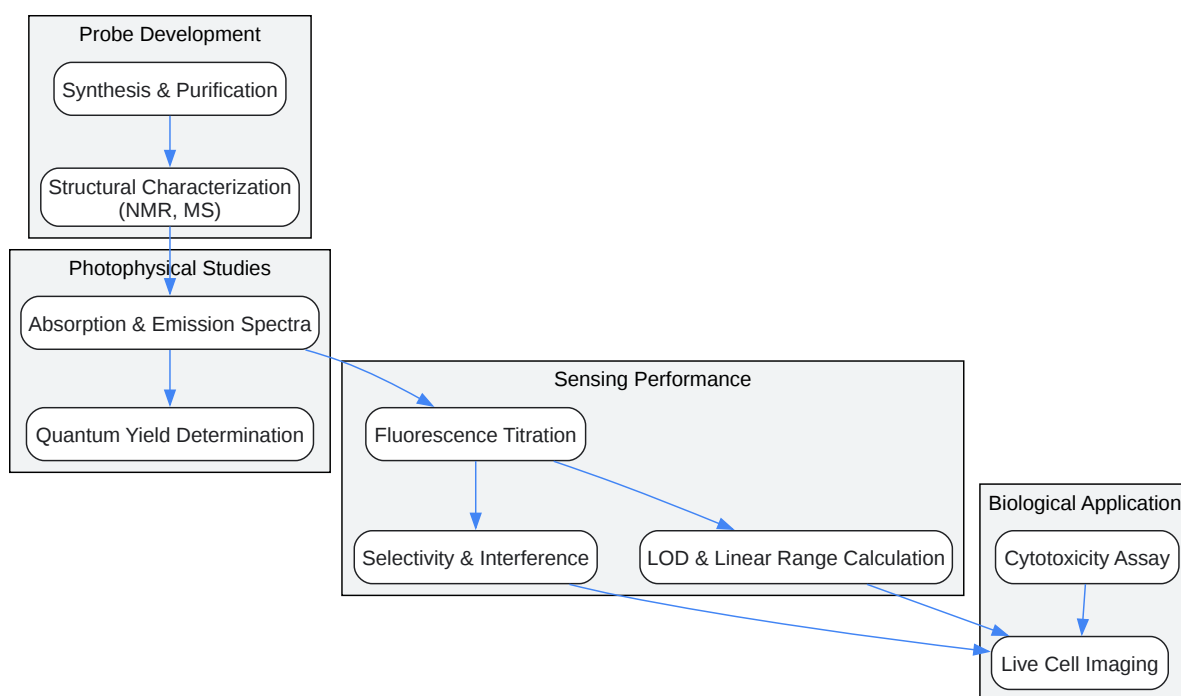 Probe Development
Synthesis & Purification
Structural Characterization
(NMR, MS)
Photophysical Studies
Absorption & Emission Spectra
Quantum Yield Determination
Sensing Performance
Fluorescence Titration
Selectivity & Interference
LOD & Linear Range Calculation
Biological Application
Cytotoxicity Assay
Live Cell Imaging